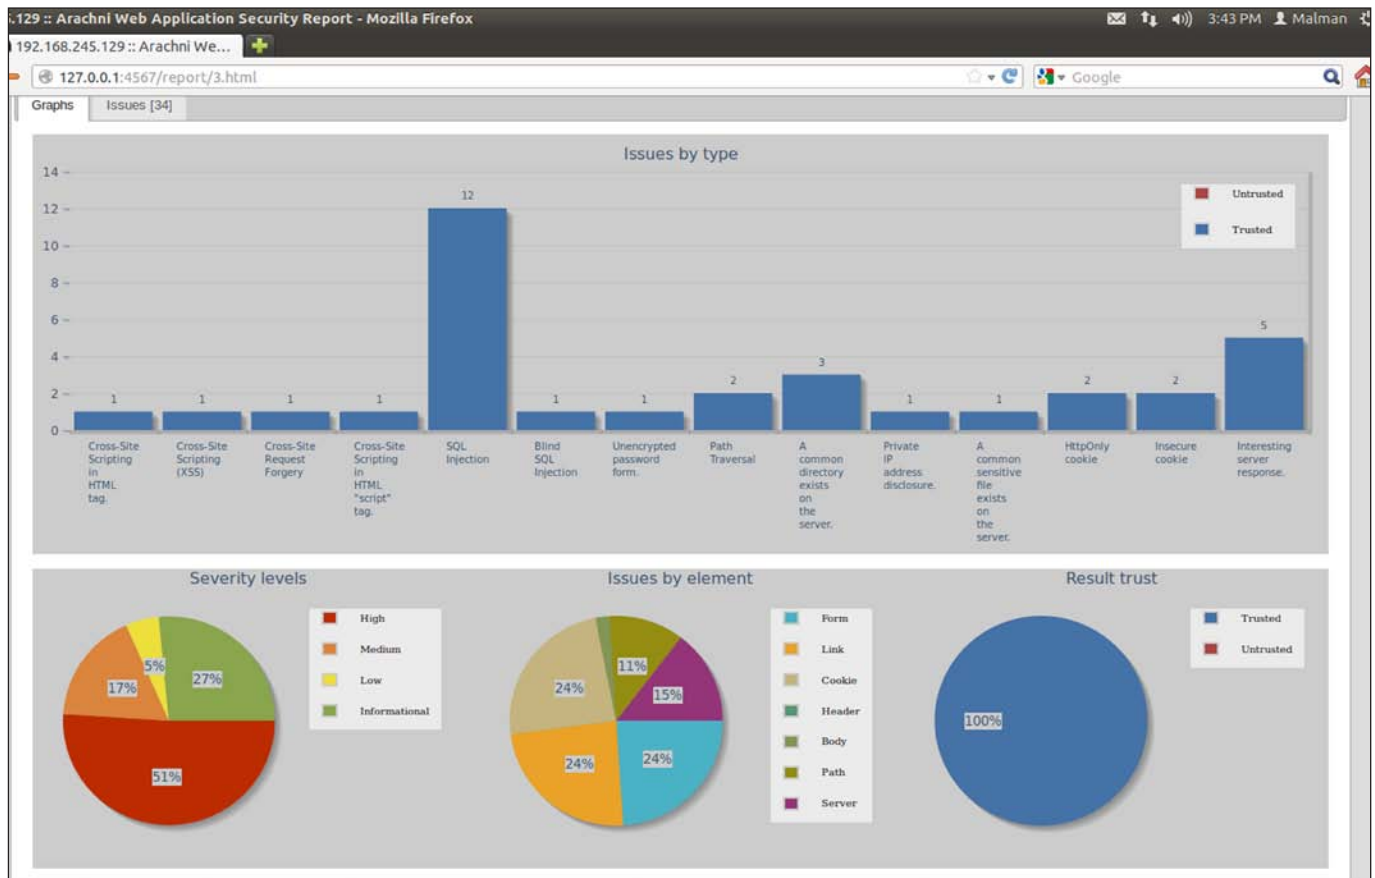 .129 :: Arachni Web Application Security Report - Mozilla Firefox
3:43 PM Malman
192.168.245.129 :: Arachni We...
127.0.0.1:4567/report/3.html
Google
Graphs
Issues [34]
Issues by type
14
12
10
8
6
4
2
0
Untrusted
Trusted
1
1
1
1
12
1
1
2
3
1
1
2
2
5
Cross-Site
Scripting
in
HTML
tag.
Cross-Site
Scripting
(XSS)
Cross-Site
Request
Forgery
Cross-Site
Scripting
in
HTML
"script"
tag.
SQL
Injection
Blind
SQL
Injection
Unencrypted
password
form.
Path
Traversal
A
common
directory
exists
on
the
server.
Private
IP
address
disclosure.
A
common
sensitive
file
exists
on
the
server.
HttpOnly
cookie
Insecure
cookie
Interesting
server
response.
Severity levels
5%
27%
17%
51%
High
Medium
Low
Informational
Issues by element
11%
24%
15%
24%
24%
Form
Link
Cookie
Header
Body
Path
Server
Result trust
100%
Trusted
Untrusted